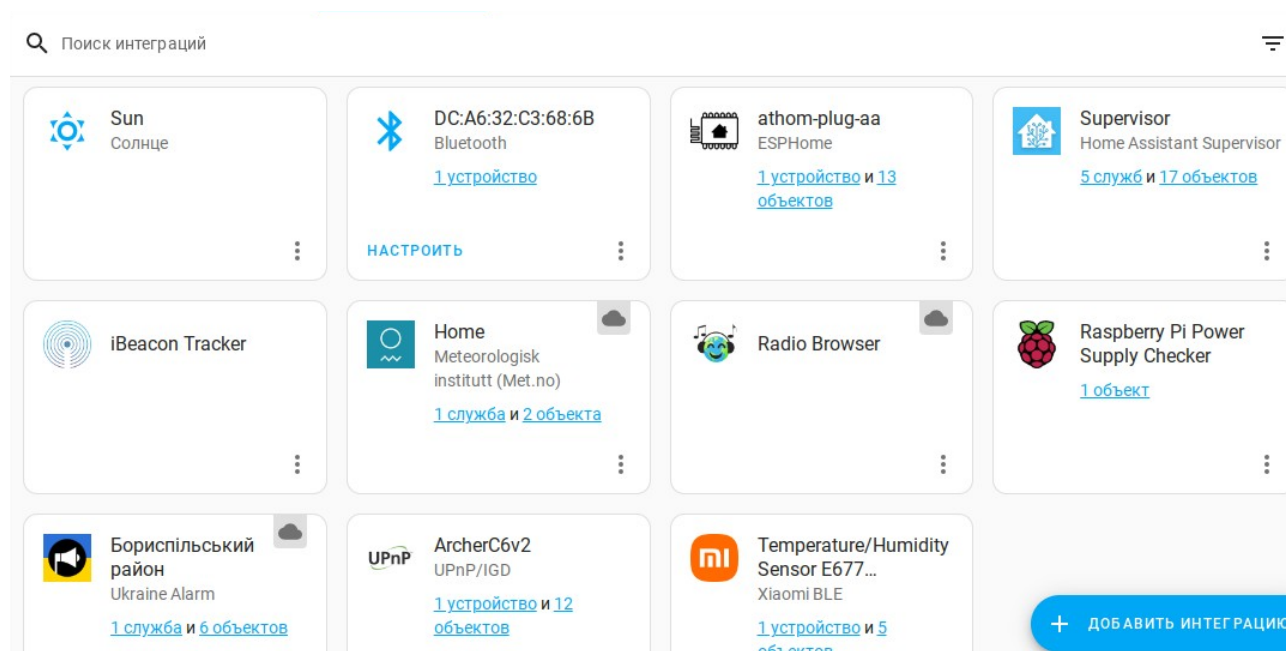 Поиск интеграций
Sun
Солнце
DC:A6:32:C3:68:6B
Bluetooth
1 устройство
НАСТРОИТЬ
athom-plug-aa
ESPHome
1 устройство и 13
объектов
Supervisor
Home Assistant Supervisor
5 служб и 17 объектов
iBeacon Tracker
Home
Meteorologisk
institutt (Met.no)
1 служба и 2 объекта
Radio Browser
Raspberry Pi Power
Supply Checker
1 объект
Бориспільський
район
Ukraine Alarm
1 служба и 6 объектов
UPnP
ArcherC6v2
UPnP/IGD
1 устройство и 12
объектов
Temperature/Humidity
Sensor E677...
Xiaomi BLE
1 устройство и 5
объектов
ДОБАВИТЬ ИНТЕГРАЦИЮ